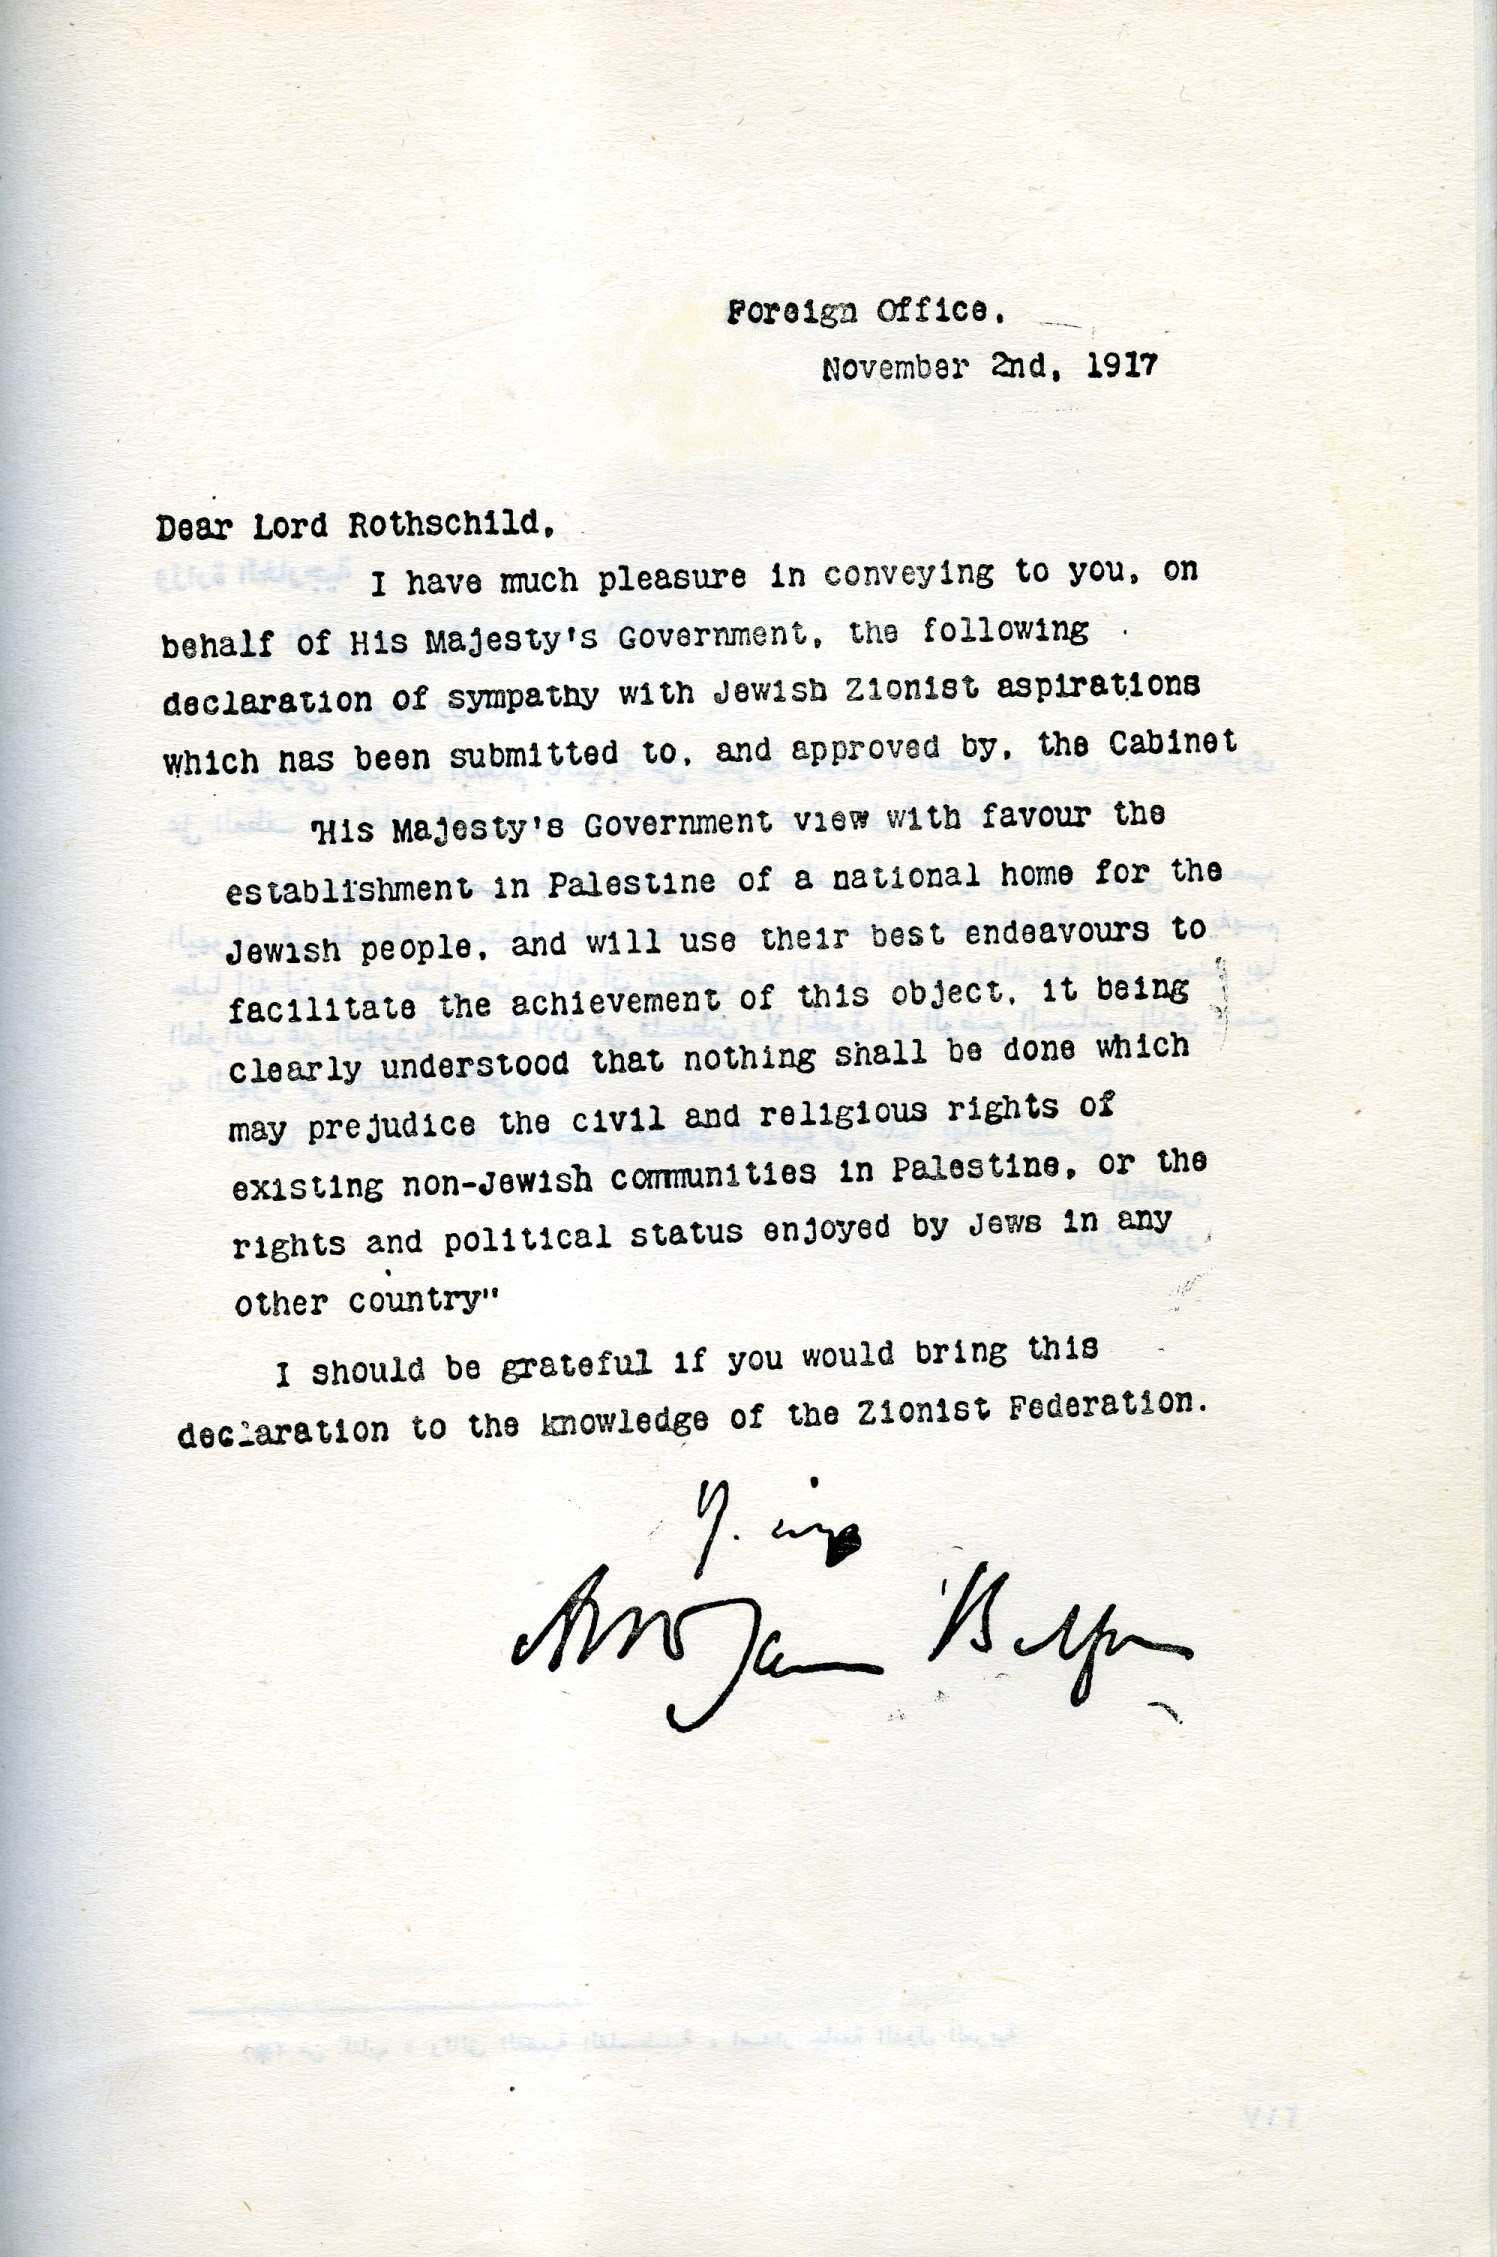 Foreign Office.
November 2nd, 1917
Dear Lord Rothschild,
I have much pleasure in conveying to you, on
behalf of His Majesty's Government, the following
declaration of sympathy with Jewish Zionist aspirations
which has been submitted to, and approved by, the Cabinet
"His Majesty's Government view with favour the
establishment in Palestine of a national home for the
Jewish people, and will use their best endeavours to
facilitate the achievement of this object, it being
clearly understood that nothing shall be done which
may prejudice the civil and religious rights of
existing non-Jewish communities in Palestine, or the
rights and political status enjoyed by Jews in any
other country"
I should be grateful if you would bring this
declaration to the knowledge of the Zionist Federation.
Arthur James Balfour